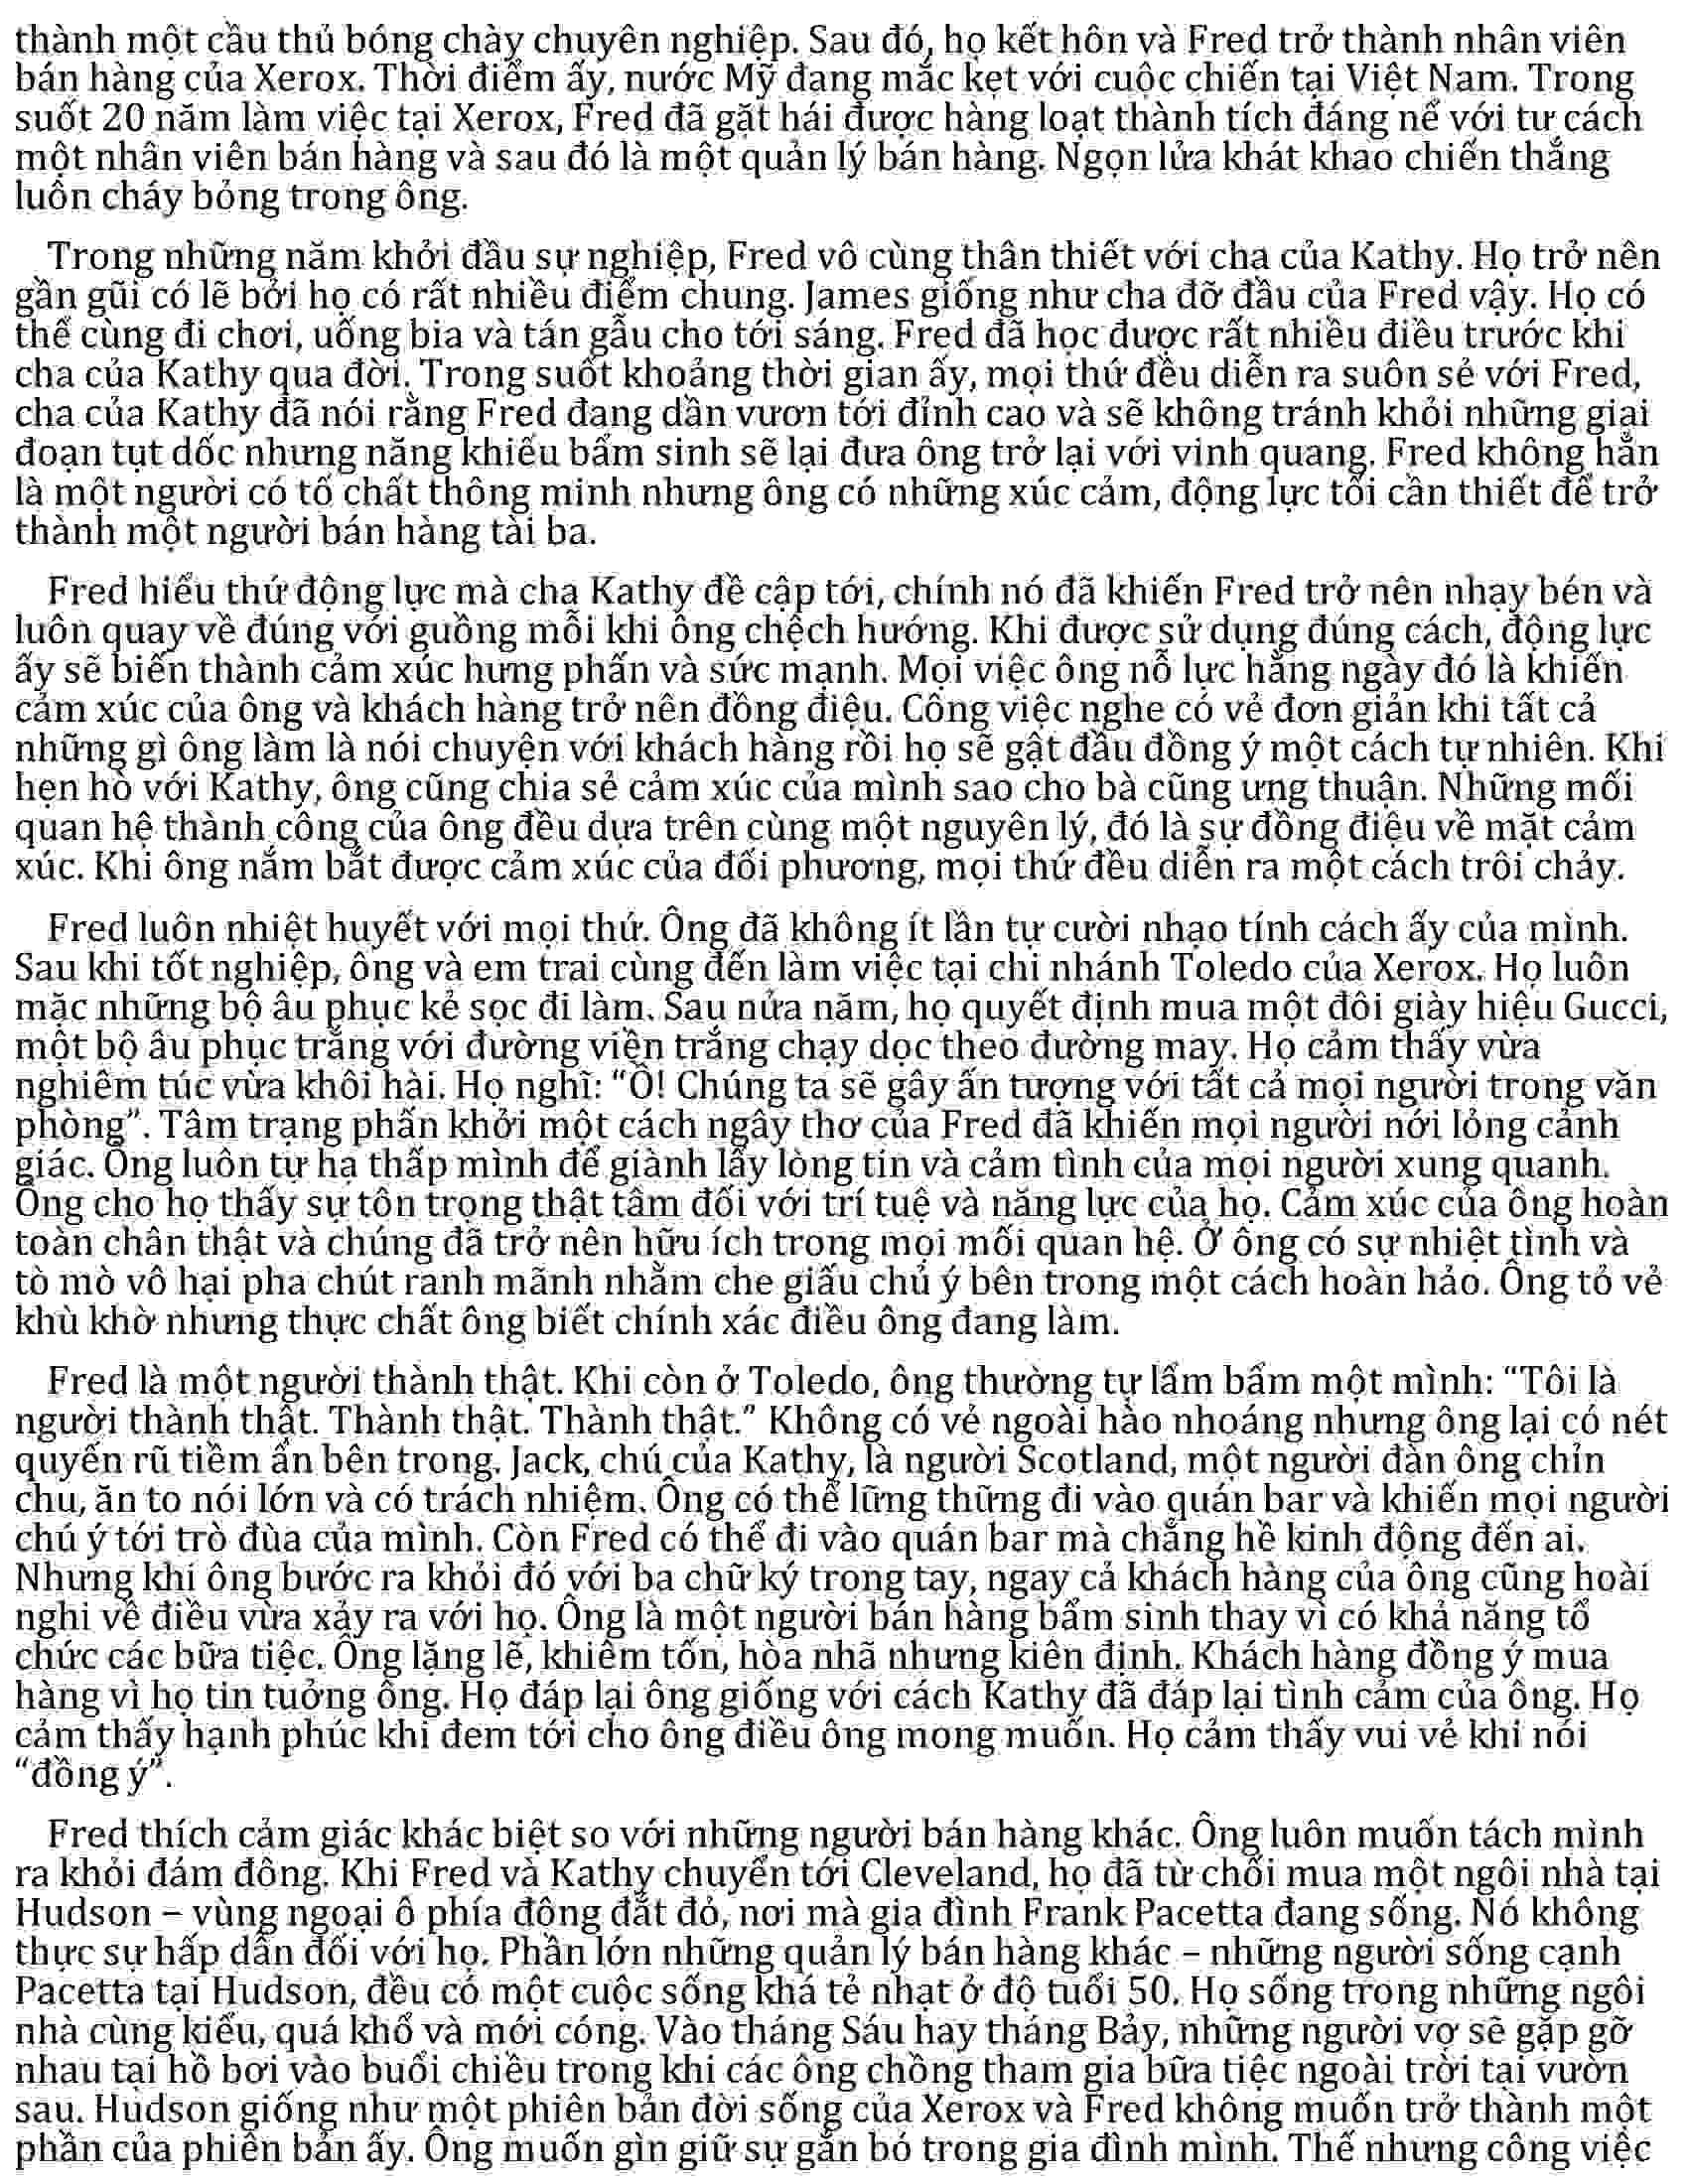 thành một cầu thủ bóng chày chuyên nghiệp. Sau đó, họ kết hôn và Fred trở thành nhân viên
bán hàng của Xerox. Thời điểm ấy, nước Mỹ đang mắc kẹt với cuộc chiến tại Việt Nam. Trong
suốt 20 năm làm việc tại Xerox, Fred đã gặt hái được hàng loạt thành tích đáng nể với tư cách
một nhân viên bán hàng và sau đó là một quản lý bán hàng. Ngọn lửa khát khao chiến thắng
luôn cháy bỏng trong ông.
Trong những năm khởi đầu sự nghiệp, Fred vô cùng thân thiết với cha của Kathy. Họ trở nên
gần gũi có lẽ bởi họ có rất nhiều điểm chung. James giống như cha đỡ đầu của Fred vậy. Họ có
thể cùng đi chơi, uống bia và tán gẫu cho tới sáng. Fred đã học được rất nhiều điều trước khi
cha của Kathy qua đời. Trong suốt khoảng thời gian ấy, mọi thứ đều diễn ra suôn sẻ với Fred,
cha của Kathy đã nói rằng Fred đang dần vươn tới đỉnh cao và sẽ không tránh khỏi những giai
đoạn tụt dốc nhưng năng khiếu bẩm sinh sẽ lại đưa ông trở lại với vinh quang. Fred không hẳn
là một người có tố chất thông minh nhưng ông có những xúc cảm, động lực tối cần thiết để trở
thành một người bán hàng tài ba.
Fred hiểu thứ động lực mà cha Kathy đề cập tới, chính nó đã khiến Fred trở nên nhạy bén và
luôn quay về đúng với guồng mỗi khi ông chệch hướng. Khi được sử dụng đúng cách, động lực
ấy sẽ biến thành cảm xúc hưng phấn và sức mạnh. Mọi việc ông nỗ lực hằng ngày đó là khiến
cảm xúc của ông và khách hàng trở nên đồng điệu. Công việc nghe có vẻ đơn giản khi tất cả
những gì ông làm là nói chuyện với khách hàng rồi họ sẽ gật đầu đồng ý một cách tự nhiên. Khi
hẹn hò với Kathy, ông cũng chia sẻ cảm xúc của mình sao cho bà cũng ưng thuận. Những mối
quan hệ thành công của ông đều dựa trên cùng một nguyên lý, đó là sự đồng điệu về mặt cảm
xúc. Khi ông nắm bắt được cảm xúc của đối phương, mọi thứ đều diễn ra một cách trôi chảy.
Fred luôn nhiệt huyết với mọi thứ. Ông đã không ít lần tự cười nhạo tính cách ấy của mình.
Sau khi tốt nghiệp, ông và em trai cùng đến làm việc tại chi nhánh Toledo của Xerox. Họ luôn
mặc những bộ âu phục kẻ sọc đi làm. Sau nửa năm, họ quyết định mua một đôi giày hiệu Gucci,
một bộ âu phục trắng với đường viền trắng chạy dọc theo đường may. Họ cảm thấy vừa
nghiêm túc vừa khôi hài. Họ nghĩ: “Ồ! Chúng ta sẽ gây ấn tượng với tất cả mọi người trong văn
phòng”. Tâm trạng phấn khởi một cách ngây thơ của Fred đã khiến mọi người nới lỏng cảnh
giác. Ông luôn tự hạ thấp mình để giành lấy lòng tin và cảm tình của mọi người xung quanh.
Ông cho họ thấy sự tôn trọng thật tâm đối với trí tuệ và năng lực của họ. Cảm xúc của ông hoàn
toàn chân thật và chúng đã trở nên hữu ích trong mọi mối quan hệ. Ở ông có sự nhiệt tình và
tò mò vô hại pha chút ranh mãnh nhằm che giấu chủ ý bên trong một cách hoàn hảo. Ông tỏ vẻ
khù khờ nhưng thực chất ông biết chính xác điều ông đang làm.
Fred là một người thành thật. Khi còn ở Toledo, ông thường tự lẩm bẩm một mình: “Tôi là
người thành thật. Thành thật. Thành thật.” Không có vẻ ngoài hào nhoáng nhưng ông lại có nét
quyến rũ tiềm ẩn bên trong. Jack, chú của Kathy, là người Scotland, một người đàn ông chỉn
chu, ăn to nói lớn và có trách nhiệm. Ông có thể lững thững đi vào quán bar và khiến mọi người
chú ý tới trò đùa của mình. Còn Fred có thể đi vào quán bar mà chẳng hề kinh động đến ai.
Nhưng khi ông bước ra khỏi đó với ba chữ ký trong tay, ngay cả khách hàng của ông cũng hoài
nghi về điều vừa xảy ra với họ. Ông là một người bán hàng bẩm sinh thay vì có khả năng tổ
chức các bữa tiệc. Ông lặng lẽ, khiêm tốn, hòa nhã nhưng kiên định. Khách hàng đồng ý mua
hàng vì họ tin tuởng ông. Họ đáp lại ông giống với cách Kathy đã đáp lại tình cảm của ông. Họ
cảm thấy hạnh phúc khi đem tới cho ông điều ông mong muốn. Họ cảm thấy vui vẻ khi nói
“đồng ý”.
Fred thích cảm giác khác biệt so với những người bán hàng khác. Ông luôn muốn tách mình
ra khỏi đám đông. Khi Fred và Kathy chuyển tới Cleveland, họ đã từ chối mua một ngôi nhà tại
Hudson – vùng ngoại ô phía đông đắt đỏ, nơi mà gia đình Frank Pacetta đang sống. Nó không
thực sự hấp dẫn đối với họ. Phần lớn những quản lý bán hàng khác – những người sống cạnh
Pacetta tại Hudson, đều có một cuộc sống khá tẻ nhạt ở độ tuổi 50. Họ sống trong những ngôi
nhà cùng kiểu, quá khổ và mới cóng. Vào tháng Sáu hay tháng Bảy, những người vợ sẽ gặp gỡ
nhau tại hồ bơi vào buổi chiều trong khi các ông chồng tham gia bữa tiệc ngoài trời tại vườn
sau. Hudson giống như một phiên bản đời sống của Xerox và Fred không muốn trở thành một
phần của phiên bản ấy. Ông muốn gìn giữ sự gắn bó trong gia đình mình. Thế nhưng công việc